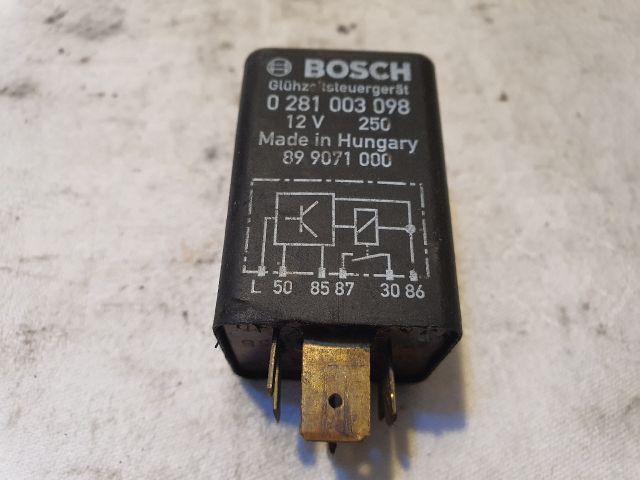 BOSCH
Glühzeitsteuergerät
0 281 003 098
12 V 250
Made in Hungary
89 9071 000
L 50 85 87 30 86